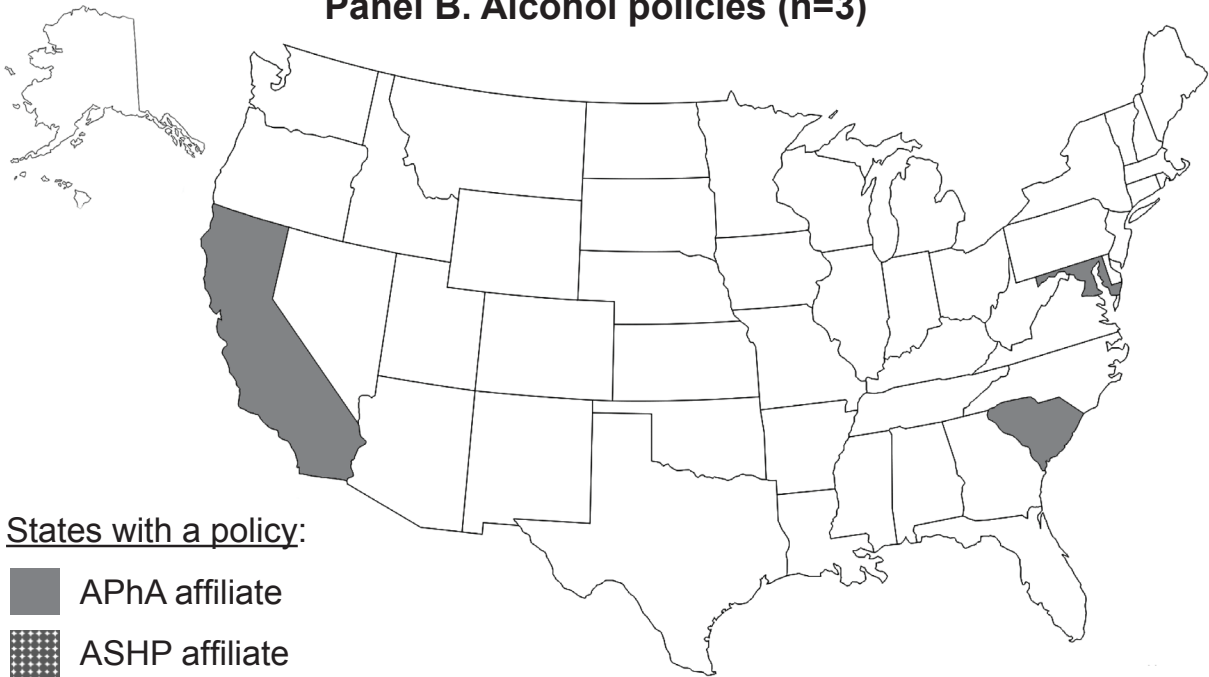 Panel B. Alcohol policies (n=3)
States with a policy:
APhA affiliate
ASHP affiliate